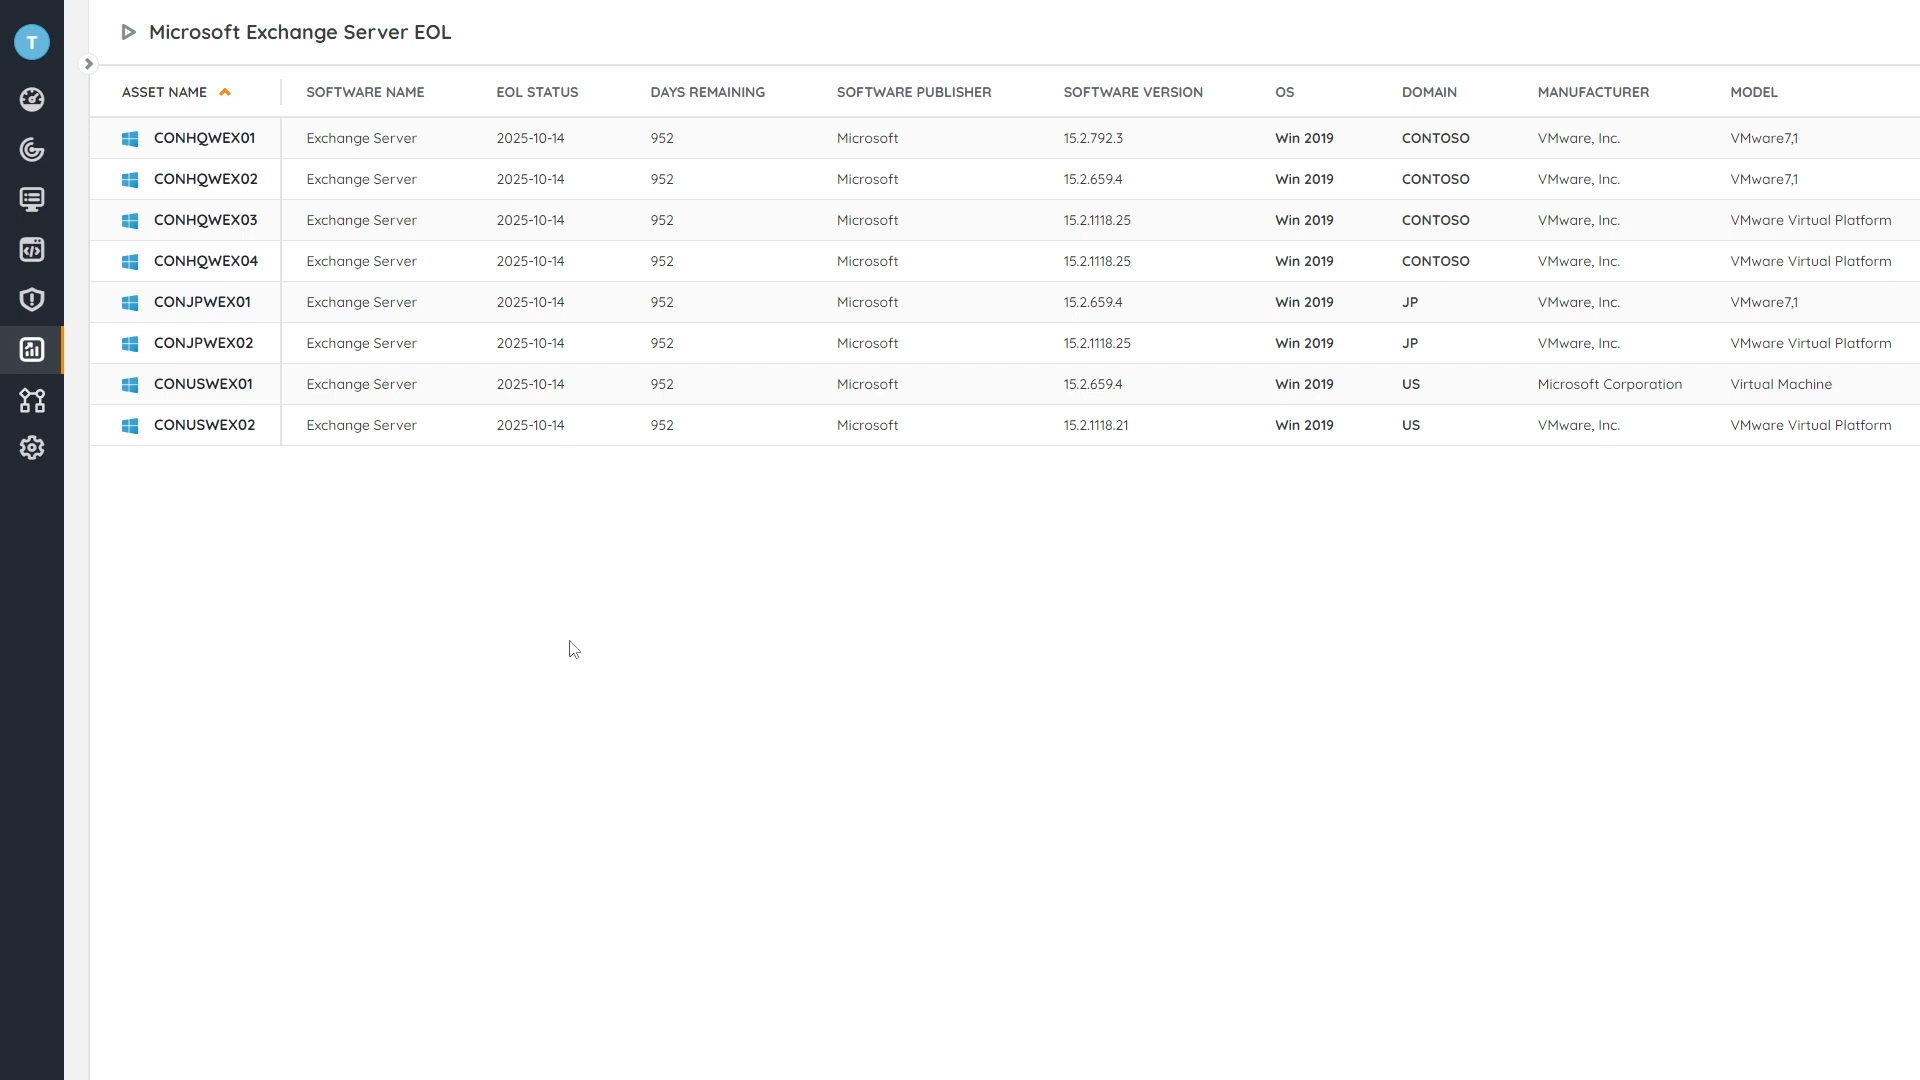 T
Microsoft Exchange Server EOL
ASSET NAME SOFTWARE NAME EOL STATUS DAYS REMAINING SOFTWARE PUBLISHER SOFTWARE VERSION OS DOMAIN MANUFACTURER MODEL
CONHQWEX01 Exchange Server 2025-10-14 952 Microsoft 15.2.792.3 Win 2019 CONTOSO VMware, Inc. VMware7,1
CONHQWEX02 Exchange Server 2025-10-14 952 Microsoft 15.2.659.4 Win 2019 CONTOSO VMware, Inc. VMware7,1
CONHQWEX03 Exchange Server 2025-10-14 952 Microsoft 15.2.1118.25 Win 2019 CONTOSO VMware, Inc. VMware Virtual Platform
CONHQWEX04 Exchange Server 2025-10-14 952 Microsoft 15.2.1118.25 Win 2019 CONTOSO VMware, Inc. VMware Virtual Platform
CONJPWEX01 Exchange Server 2025-10-14 952 Microsoft 15.2.659.4 Win 2019 JP VMware, Inc. VMware7,1
CONJPWEX02 Exchange Server 2025-10-14 952 Microsoft 15.2.1118.25 Win 2019 JP VMware, Inc. VMware Virtual Platform
CONUSWEX01 Exchange Server 2025-10-14 952 Microsoft 15.2.659.4 Win 2019 US Microsoft Corporation Virtual Machine
CONUSWEX02 Exchange Server 2025-10-14 952 Microsoft 15.2.1118.21 Win 2019 US VMware, Inc. VMware Virtual Platform